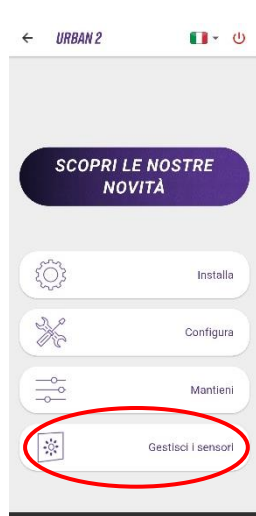 URBAN 2
SCOPRI LE NOSTRE
NOVITÀ
Installa
Configura
Mantieni
Gestisci i sensori